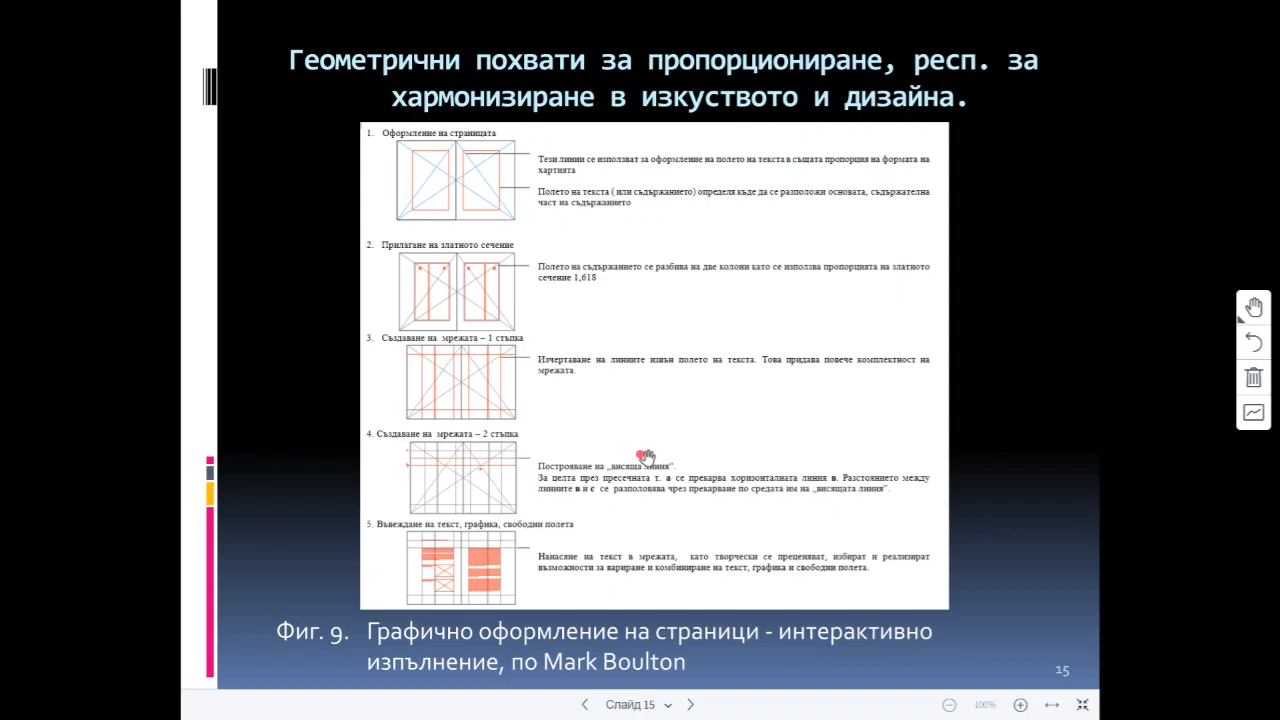 Геометрични похвати за пропорциониране, респ. за
хармонизиране в изкуството и дизайна.
1. Оформление на страницата
Тези линии се използват за оформление на полето на текста в същата пропорция на формата на
хартията
Полето на текста ( или съдържанието) определя къде да се разположи основата, съдържателна
част на съдържанието
2. Прилагане на златното сечение
Полето на съдържанието се разбива на две колони като се използва пропорцията на златното
сечение 1,618
3. Създаване на мрежата – 1 стъпка
Изчертаване на линиите извън полето на текста. Това придава повече комплектност на
мрежата.
4. Създаване на мрежата – 2 стъпка
Построяване на „висяща линия”.
За целта през пресечната т. а се прекарва хоризонталната линия в. Разстоянието между
линиите в и с се разполовява чрез прекарване по средата им на „висящата линия”.
5. Въвеждане на текст, графика, свободни полета
Нанасяне на текст в мрежата, като творчески се преценяват, избират и реализират
възможности за вариране и комбиниране на текст, графика и свободни полета.
Фиг. 9. Графично оформление на страници - интерактивно
изпълнение, по Mark Boulton
15
Слайд 15
100%